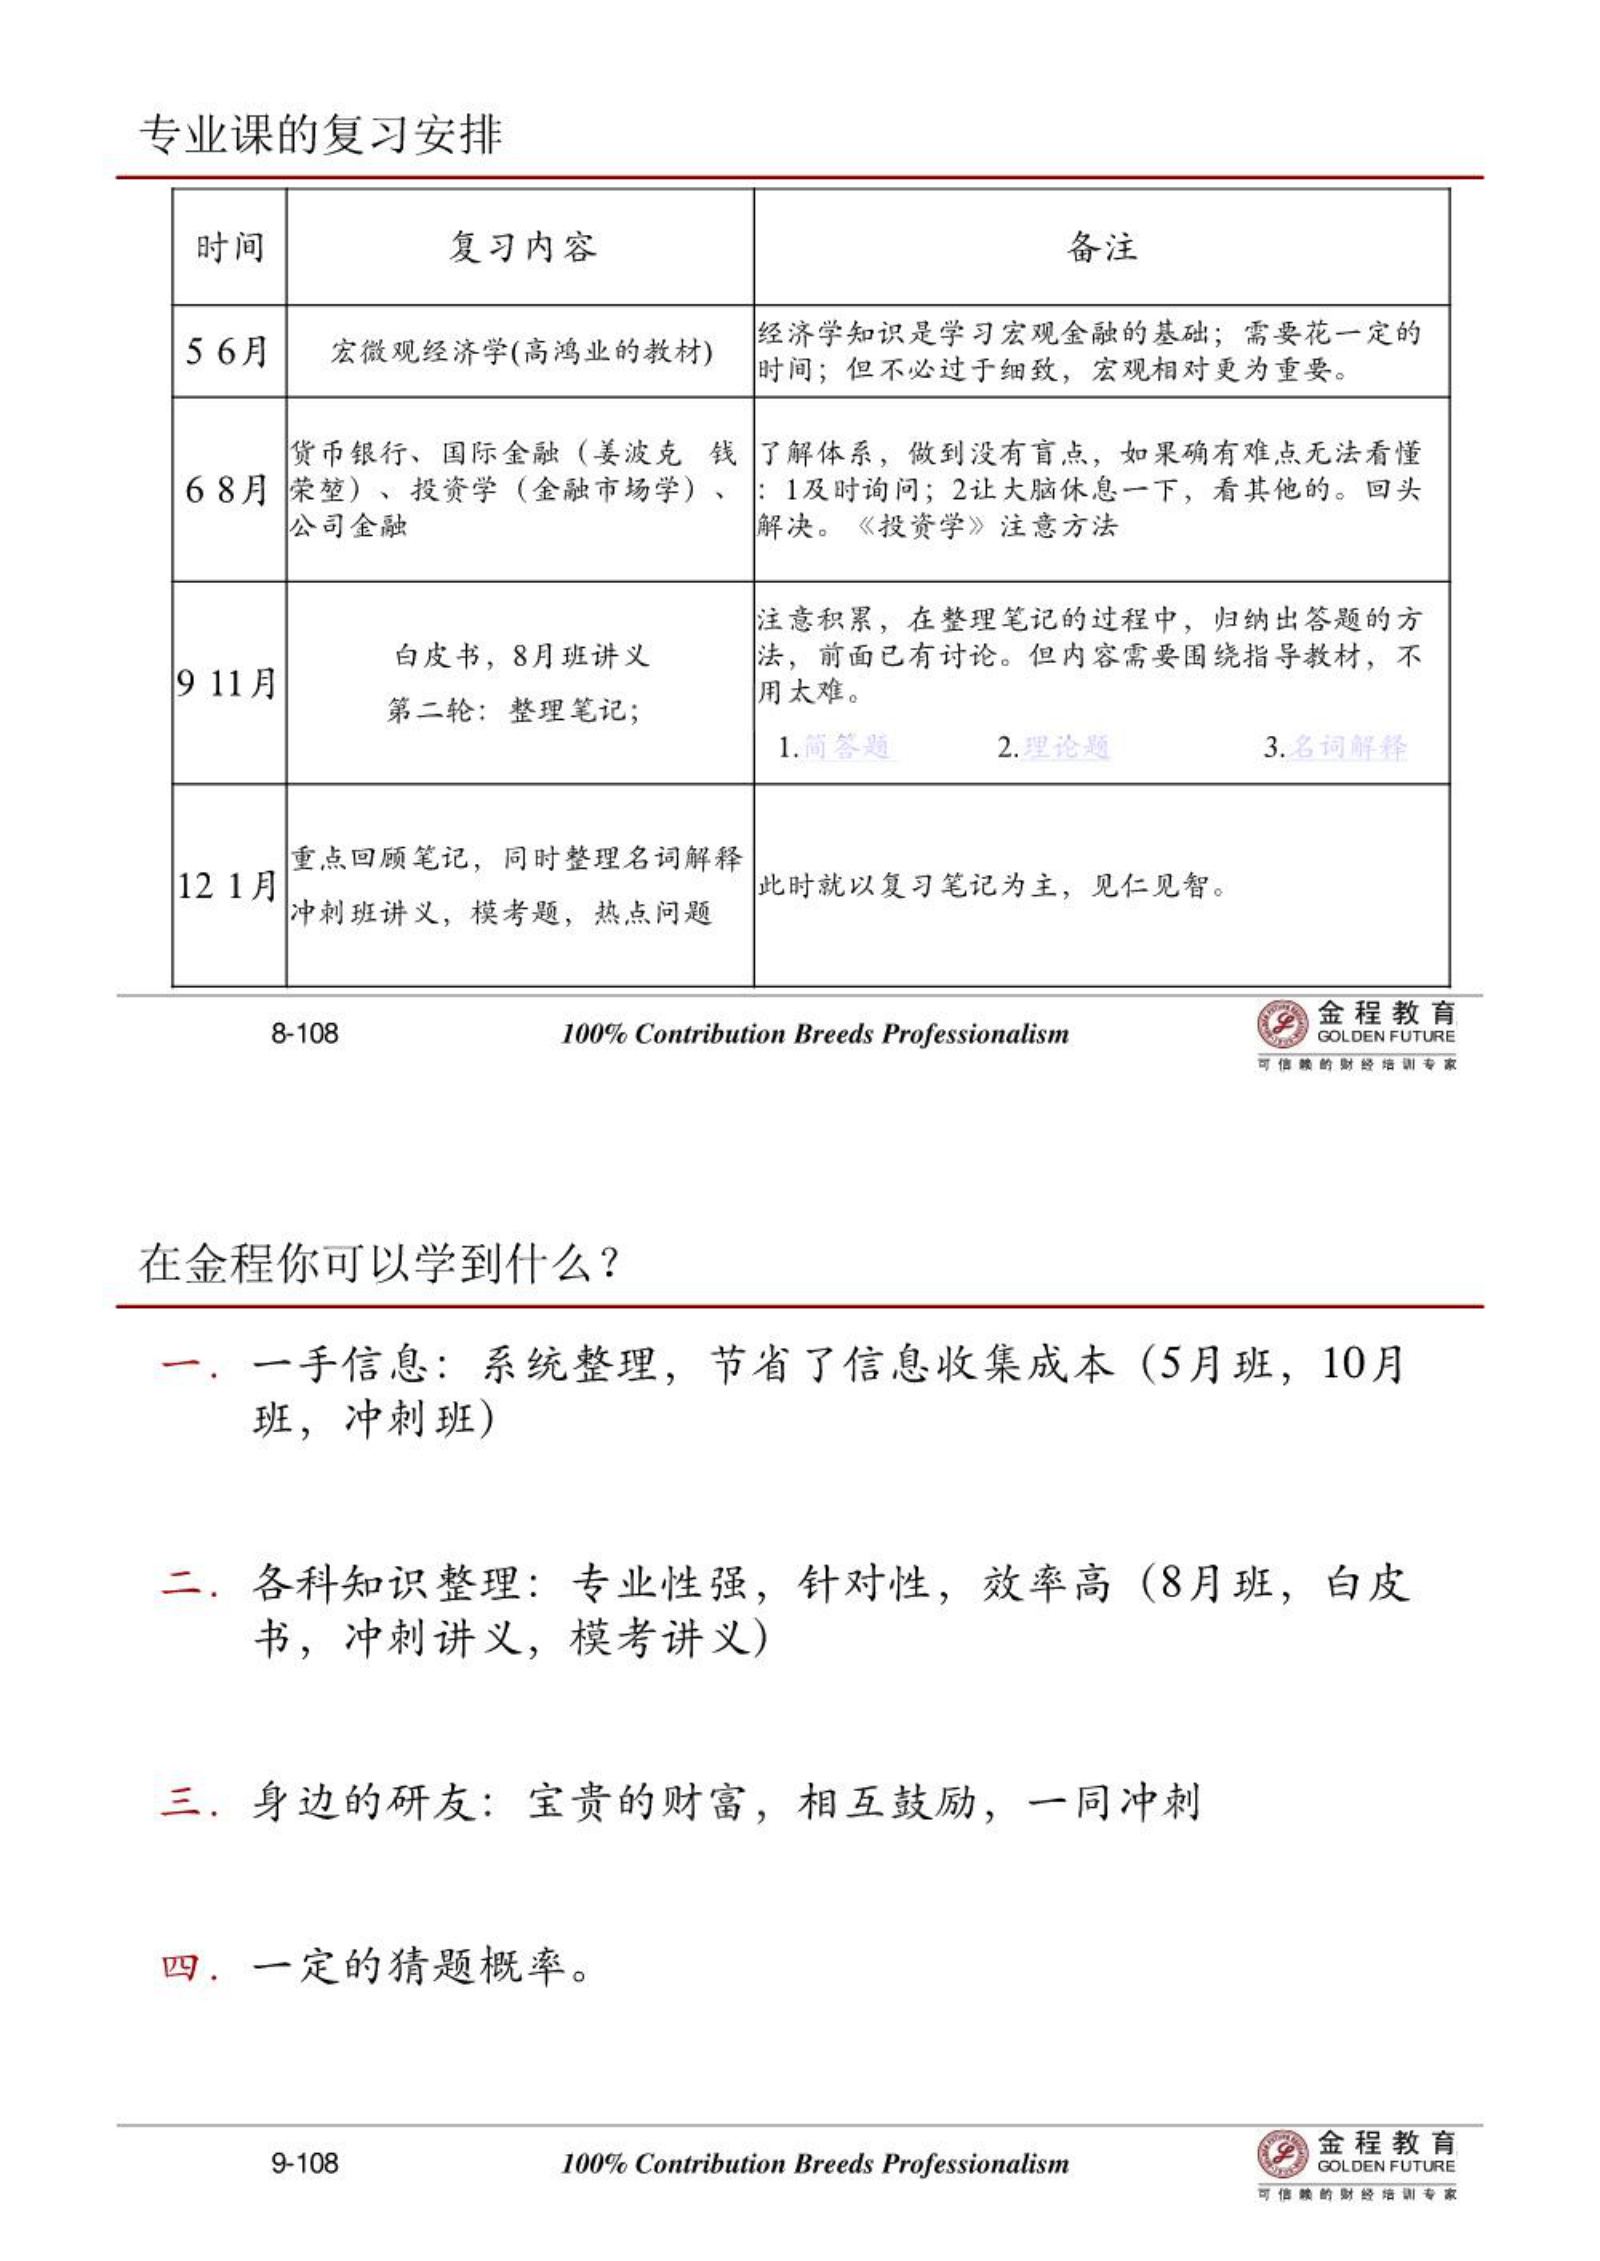 专业课的复习安排
时间
复习内容
备注
5 6月
宏微观经济学(高鸿业的教材)
经济学知识是学习宏观金融的基础；需要花一定的
时间；但不必过于细致，宏观相对更为重要。
6 8月
货币银行、国际金融（姜波克 钱
荣堃）、投资学（金融市场学）、
公司金融
了解体系，做到没有盲点，如果确有难点无法看懂
：1及时询问；2让大脑休息一下，看其他的。回头
解决。《投资学》注意方法
9 11月
白皮书，8月班讲义
第二轮：整理笔记；
注意积累，在整理笔记的过程中，归纳出答题的方
法，前面已有讨论。但内容需要围绕指导教材，不
用太难。
1.简答题 2.理论题 3.名词解释
12 1月
重点回顾笔记，同时整理名词解释
冲刺班讲义，模考题，热点问题
此时就以复习笔记为主，见仁见智。
8-108
100% Contribution Breeds Professionalism
金程教育
GOLDEN FUTURE
可信赖的财经培训专家
在金程你可以学到什么？
一. 一手信息：系统整理，节省了信息收集成本（5月班，10月
班，冲刺班）
二. 各科知识整理：专业性强，针对性，效率高（8月班，白皮
书，冲刺讲义，模考讲义）
三. 身边的研友：宝贵的财富，相互鼓励，一同冲刺
四. 一定的猜题概率。
9-108
100% Contribution Breeds Professionalism
金程教育
GOLDEN FUTURE
可信赖的财经培训专家